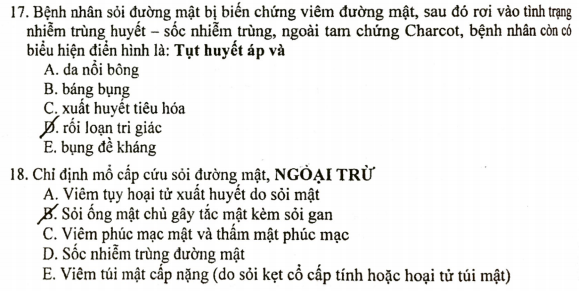 17. Bệnh nhân sỏi đường mật bị biến chứng viêm đường mật, sau đó rơi vào tình trạng
nhiễm trùng huyết – sốc nhiễm trùng, ngoài tam chứng Charcot, bệnh nhân còn có
biểu hiện điển hình là: Tụt huyết áp và
A. da nổi bông
B. báng bụng
C. xuất huyết tiêu hóa
D. rối loạn tri giác
E. bụng đề kháng
18. Chỉ định mổ cấp cứu sỏi đường mật, NGOẠI TRỪ
A. Viêm tụy hoại tử xuất huyết do sỏi mật
B. Sỏi ống mật chủ gây tắc mật kèm sỏi gan
C. Viêm phúc mạc mật và thấm mật phúc mạc
D. Sốc nhiễm trùng đường mật
E. Viêm túi mật cấp nặng (do sỏi kẹt cổ cấp tính hoặc hoại tử túi mật)